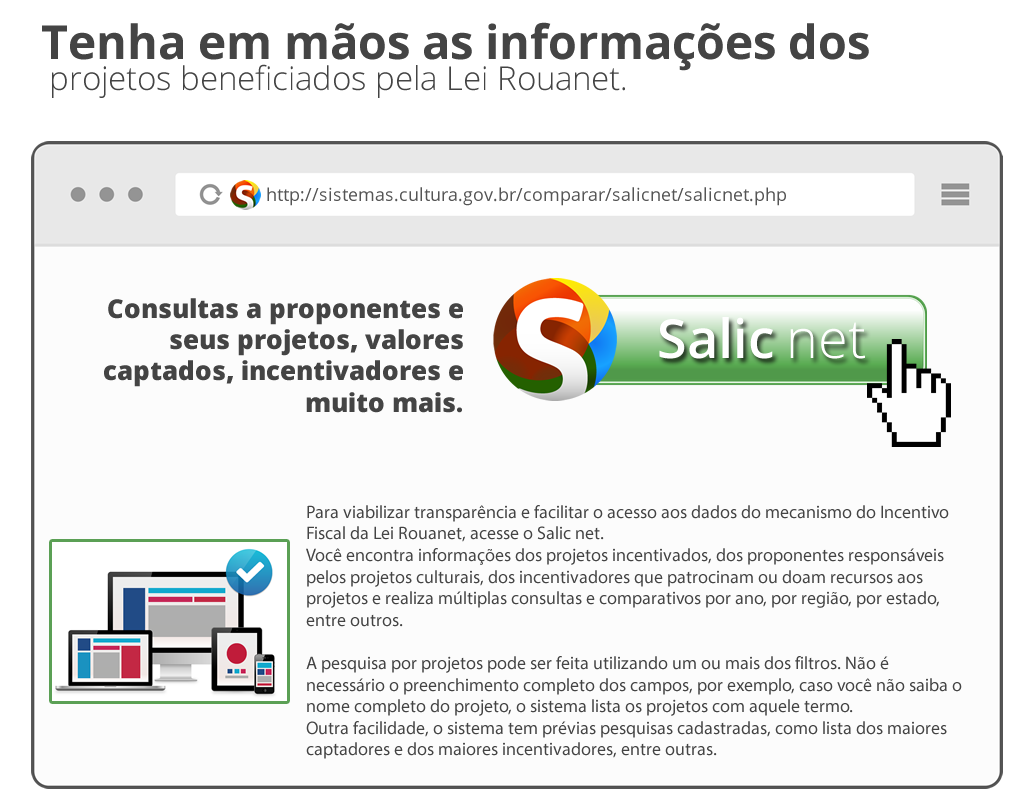 Tenha em mãos as informações dos
projetos beneficiados pela Lei Rouanet.
http://sistemas.cultura.gov.br/comparar/salicnet/salicnet.php
Consultas a proponentes e
seus projetos, valores
captados, incentivadores e
muito mais.
S
Salic net
Para viabilizar transparência e facilitar o acesso aos dados do mecanismo do Incentivo
Fiscal da Lei Rouanet, acesse o Salic net.
Você encontra informações dos projetos incentivados, dos proponentes responsáveis
pelos projetos culturais, dos incentivadores que patrocinam ou doam recursos aos
projetos e realiza múltiplas consultas e comparativos por ano, por região, por estado,
entre outros.
A pesquisa por projetos pode ser feita utilizando um ou mais dos filtros. Não é
necessário o preenchimento completo dos campos, por exemplo, caso você não saiba o
nome completo do projeto, o sistema lista os projetos com aquele termo.
Outra facilidade, o sistema tem prévias pesquisas cadastradas, como lista dos maiores
captadores e dos maiores incentivadores, entre outras.